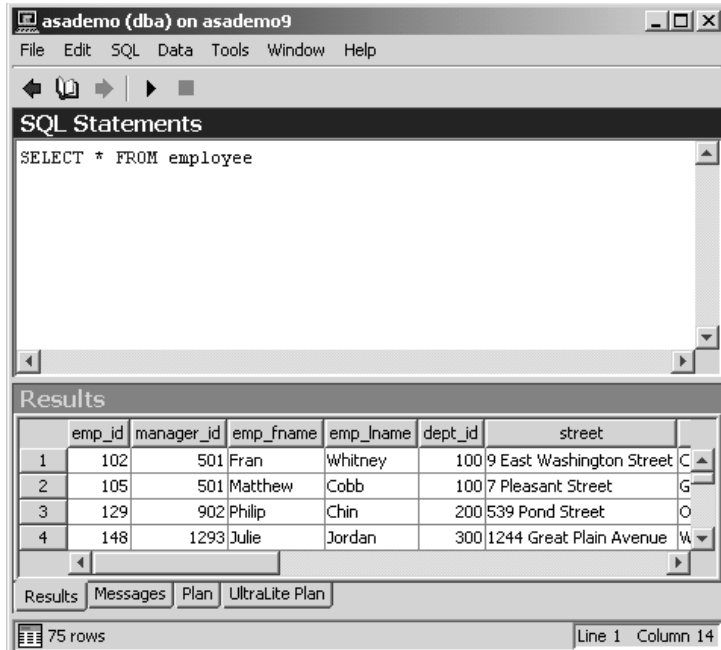 asademo (dba) on asademo9
File Edit SQL Data Tools Window Help
SQL Statements
SELECT * FROM employee
Results
emp_id manager_id emp_fname emp_lname dept_id street
1 102 501 Fran Whitney 100 9 East Washington Street C
2 105 501 Matthew Cobb 100 7 Pleasant Street G
3 129 902 Philip Chin 200 539 Pond Street O
4 148 1293 Julie Jordan 300 1244 Great Plain Avenue W
Results Messages Plan UltraLite Plan
75 rows Line 1 Column 14